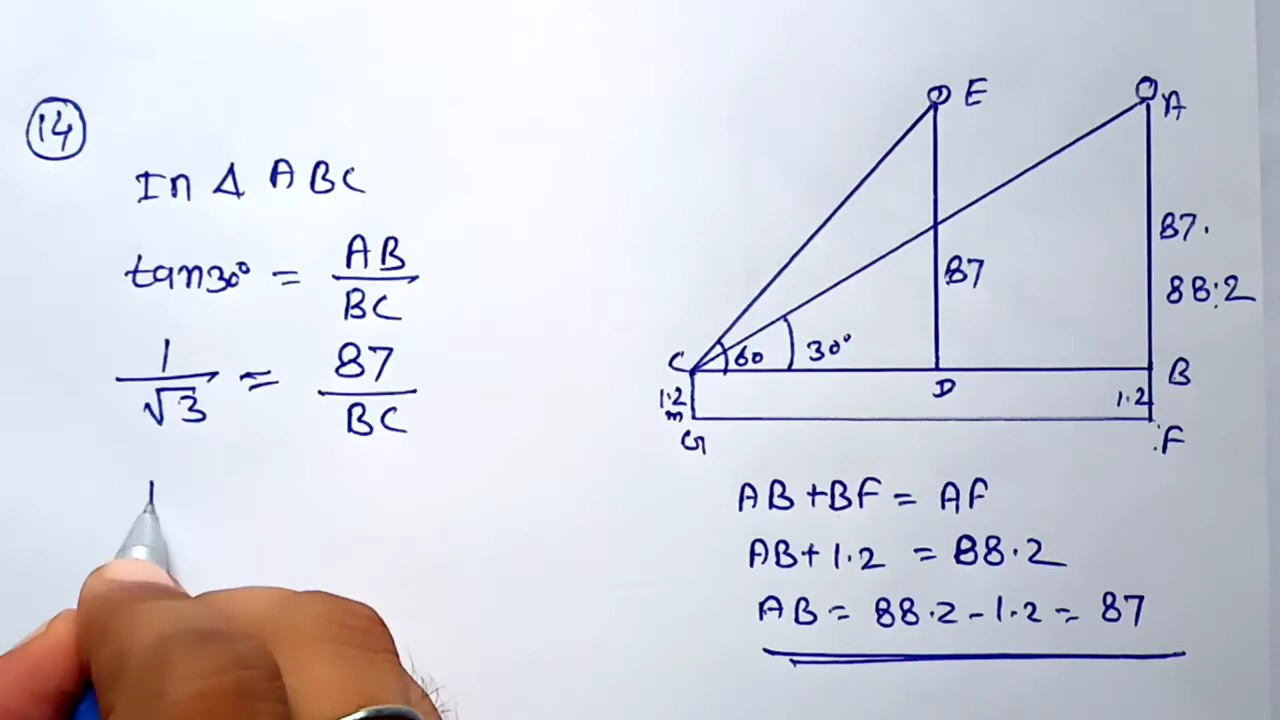 14
In Δ ABC
tan30° = AB/BC
1/√3 = 87/BC
1
E
A
87.
88.2
87
C
60
30°
D
B
1.2
m
1.2
G
F
AB+BF = AF
AB+1.2 = 88.2
AB = 88.2-1.2 = 87